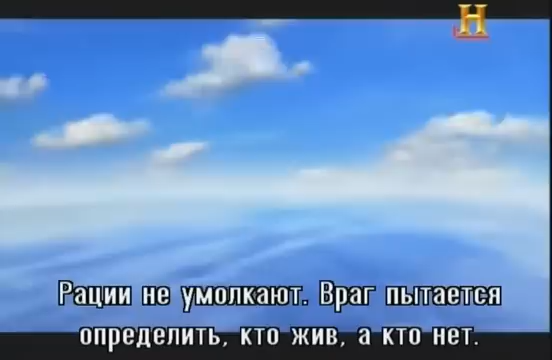 H
Рации не умолкают. Враг пытается
определить, кто жив, а кто нет.